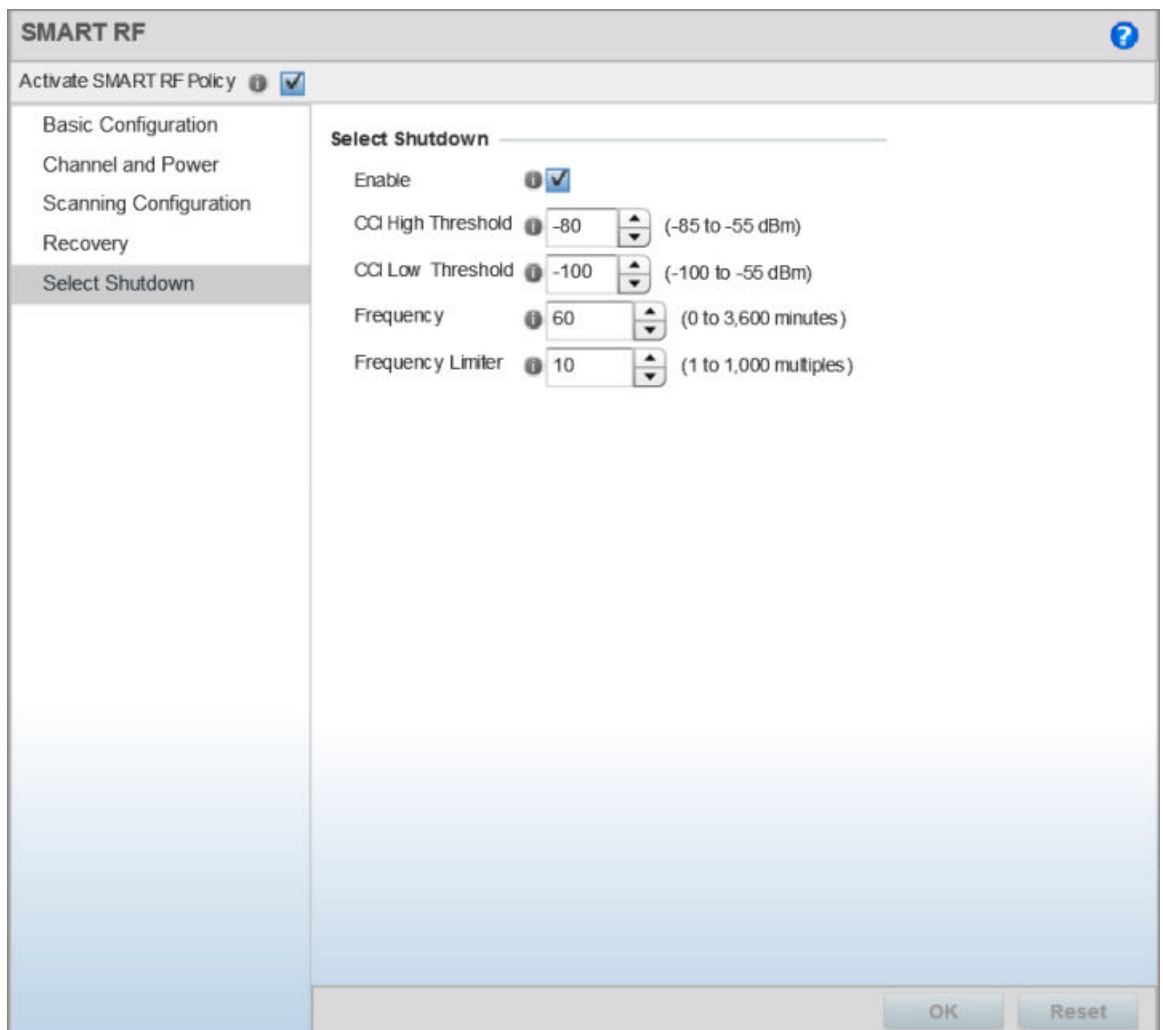 SMART RF
Activate SMART RF Policy
Basic Configuration
Channel and Power
Scanning Configuration
Recovery
Select Shutdown
Select Shutdown
Enable
CCI High Threshold -80 (-85 to -55 dBm)
CCI Low Threshold -100 (-100 to -55 dBm)
Frequency 60 (0 to 3,600 minutes)
Frequency Limiter 10 (1 to 1,000 multiples)
OK Reset